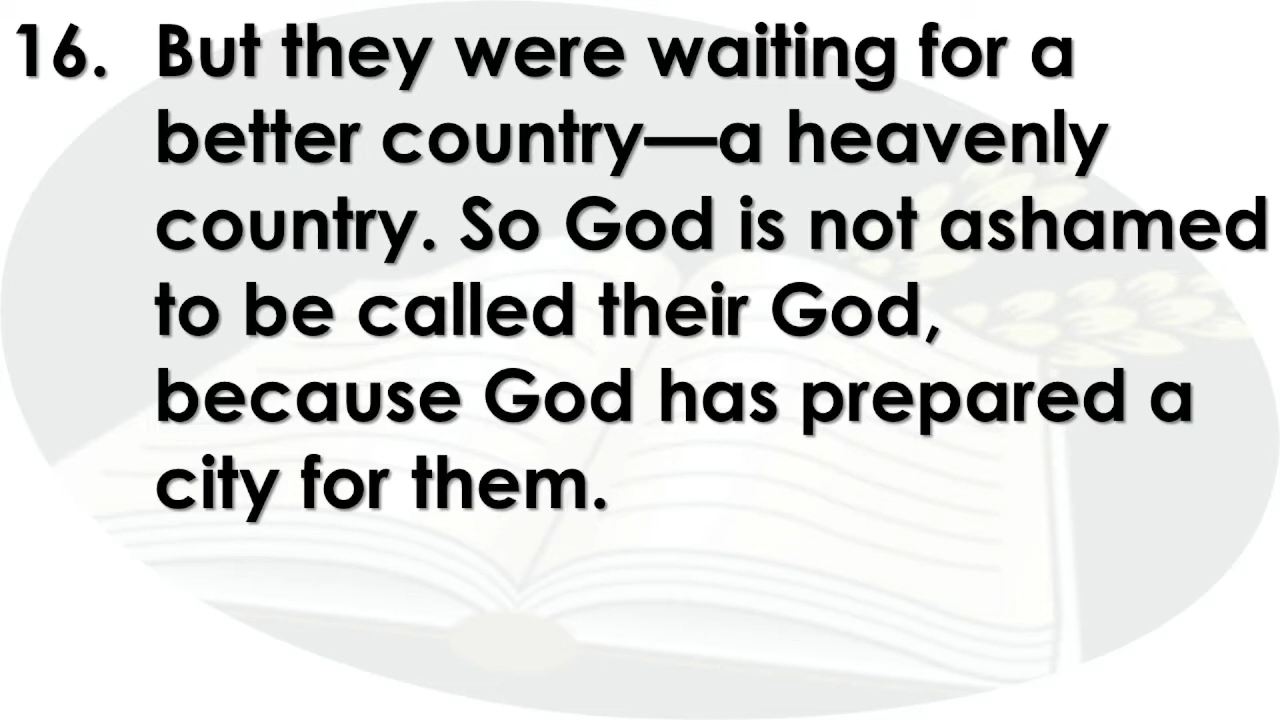 16. But they were waiting for a
better country—a heavenly
country. So God is not ashamed
to be called their God,
because God has prepared a
city for them.